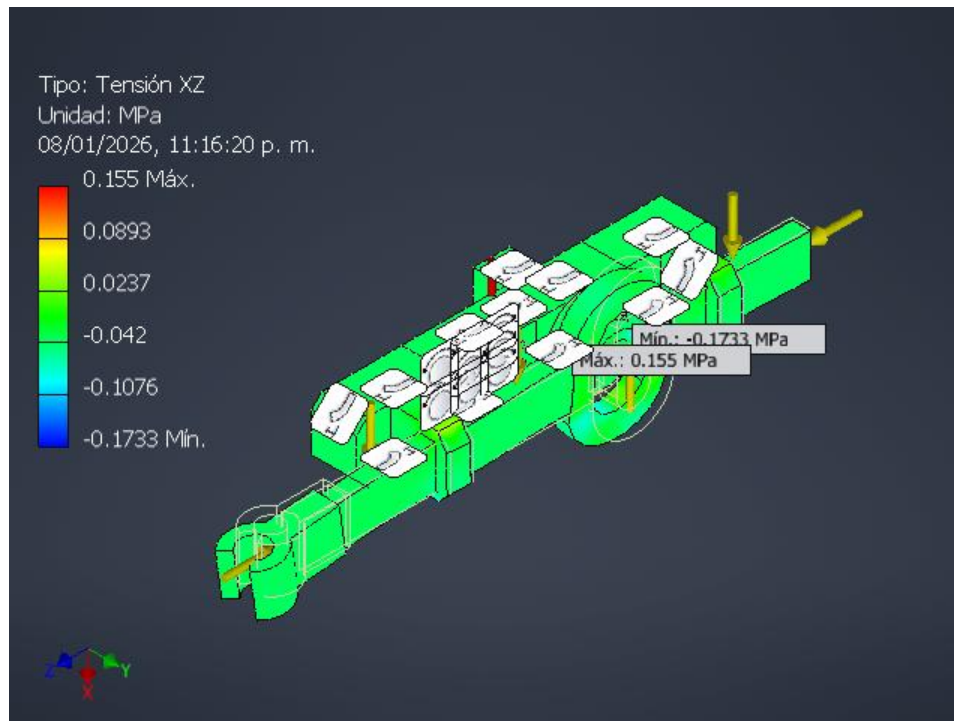 Tipo: Tensión XZ
Unidad: MPa
08/01/2026, 11:16:20 p. m.
0.155 Máx.
0.0893
0.0237
-0.042
-0.1076
-0.1733 Mín.
Mín.: -0.1733 MPa
Máx.: 0.155 MPa
Z
Y
X